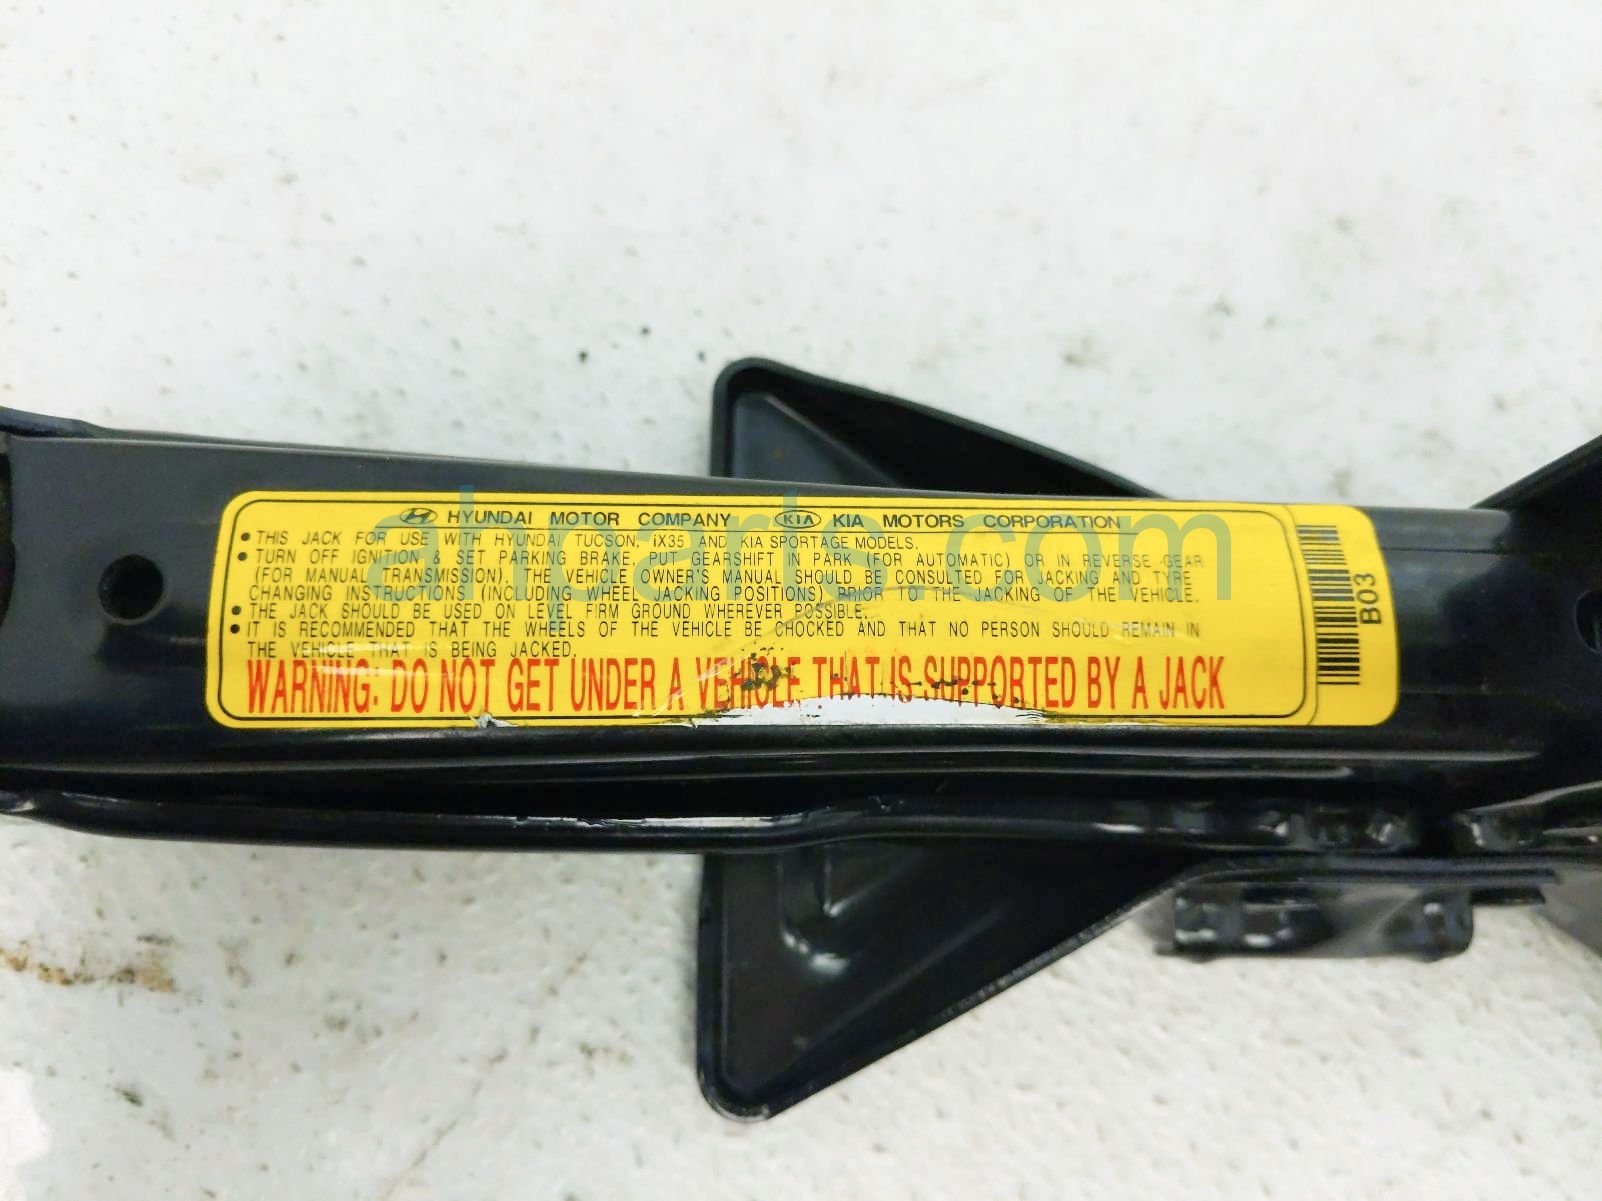 HYUNDAI MOTOR COMPANY KIA KIA MOTORS CORPORATION
• THIS JACK FOR USE WITH HYUNDAI TUCSON, iX35 AND KIA SPORTAGE MODELS.
• TURN OFF IGNITION & SET PARKING BRAKE, PUT GEARSHIFT IN PARK (FOR AUTOMATIC) OR IN REVERSE GEAR
(FOR MANUAL TRANSMISSION). THE VEHICLE OWNER'S MANUAL SHOULD BE CONSULTED FOR JACKING AND TYRE
CHANGING INSTRUCTIONS (INCLUDING WHEEL JACKING POSITIONS) PRIOR TO THE JACKING OF THE VEHICLE.
• THE JACK SHOULD BE USED ON LEVEL FIRM GROUND WHEREVER POSSIBLE.
• IT IS RECOMMENDED THAT THE WHEELS OF THE VEHICLE BE CHOCKED AND THAT NO PERSON SHOULD REMAIN IN
THE VEHICLE THAT IS BEING JACKED.
WARNING: DO NOT GET UNDER A VEHICLE THAT IS SUPPORTED BY A JACK
B03
ahparts.com